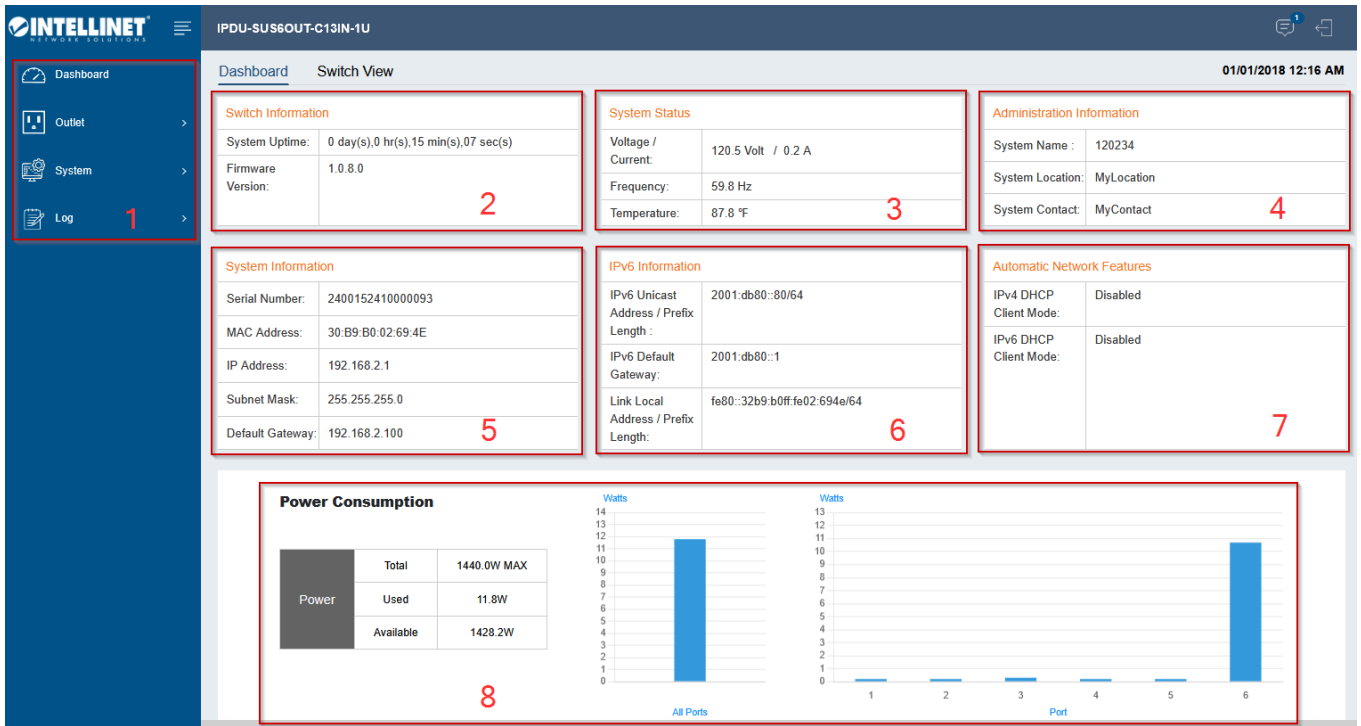 INTELLINET
NETWORK SOLUTIONS
IPDU-SUS6OUT-C13IN-1U
1
Dashboard
Outlet
System
Log
1
Dashboard Switch View
01/01/2018 12:16 AM
Switch Information
System Uptime: 0 day(s),0 hr(s),15 min(s),07 sec(s)
Firmware
Version: 1.0.8.0
2
System Status
Voltage /
Current: 120.5 Volt / 0.2 A
Frequency: 59.8 Hz
Temperature: 87.8 ℉
3
Administration Information
System Name : 120234
System Location: MyLocation
System Contact: MyContact
4
System Information
Serial Number: 2400152410000093
MAC Address: 30:B9:B0:02:69:4E
IP Address: 192.168.2.1
Subnet Mask: 255.255.255.0
Default Gateway: 192.168.2.100
5
IPv6 Information
IPv6 Unicast 2001:db80::80/64
Address / Prefix
Length :
IPv6 Default 2001:db80::1
Gateway:
Link Local fe80::32b9:b0ff:fe02:694e/64
Address / Prefix
Length:
6
Automatic Network Features
IPv4 DHCP Disabled
Client Mode:
IPv6 DHCP Disabled
Client Mode:
7
Power Consumption
Power
Total 1440.0W MAX
Used 11.8W
Available 1428.2W
8
Watts
14
13
12
11
10
9
8
7
6
5
4
3
2
1
0
All Ports
Watts
13
12
11
10
9
8
7
6
5
4
3
2
1
0
1 2 3 4 5 6
Port